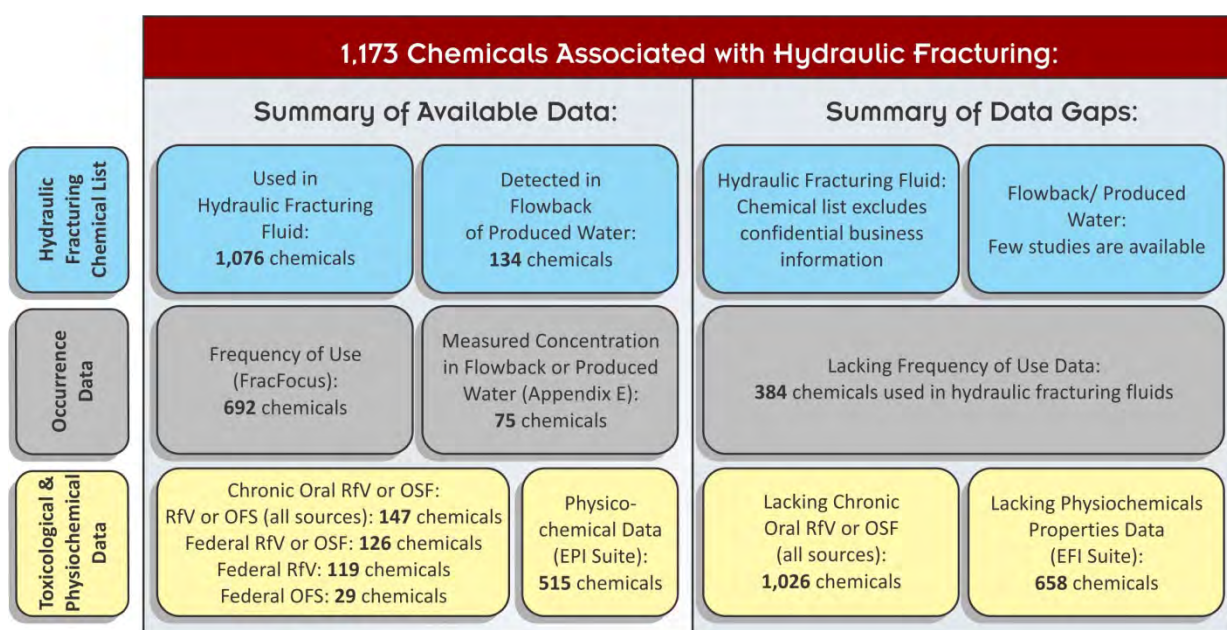 1,173 Chemicals Associated with Hydraulic Fracturing:
Summary of Available Data:
Summary of Data Gaps:
Hydraulic
Fracturing
Chemical List
Used in
Hydraulic Fracturing
Fluid:
1,076 chemicals
Detected in
Flowback
of Produced Water:
134 chemicals
Hydraulic Fracturing Fluid:
Chemical list excludes
confidential business
information
Flowback/ Produced
Water:
Few studies are available
Occurrence
Data
Frequency of Use
(FracFocus):
692 chemicals
Measured Concentration
in Flowback or Produced
Water (Appendix E):
75 chemicals
Lacking Frequency of Use Data:
384 chemicals used in hydraulic fracturing fluids
Toxicological &
Physiochemical
Data
Chronic Oral RfV or OSF:
RfV or OFS (all sources): 147 chemicals
Federal RfV or OSF: 126 chemicals
Federal RfV: 119 chemicals
Federal OFS: 29 chemicals
Physico-
chemical Data
(EPI Suite):
515 chemicals
Lacking Chronic
Oral RfV or OSF
(all sources):
1,026 chemicals
Lacking Physiochemicals
Properties Data
(EFI Suite):
658 chemicals